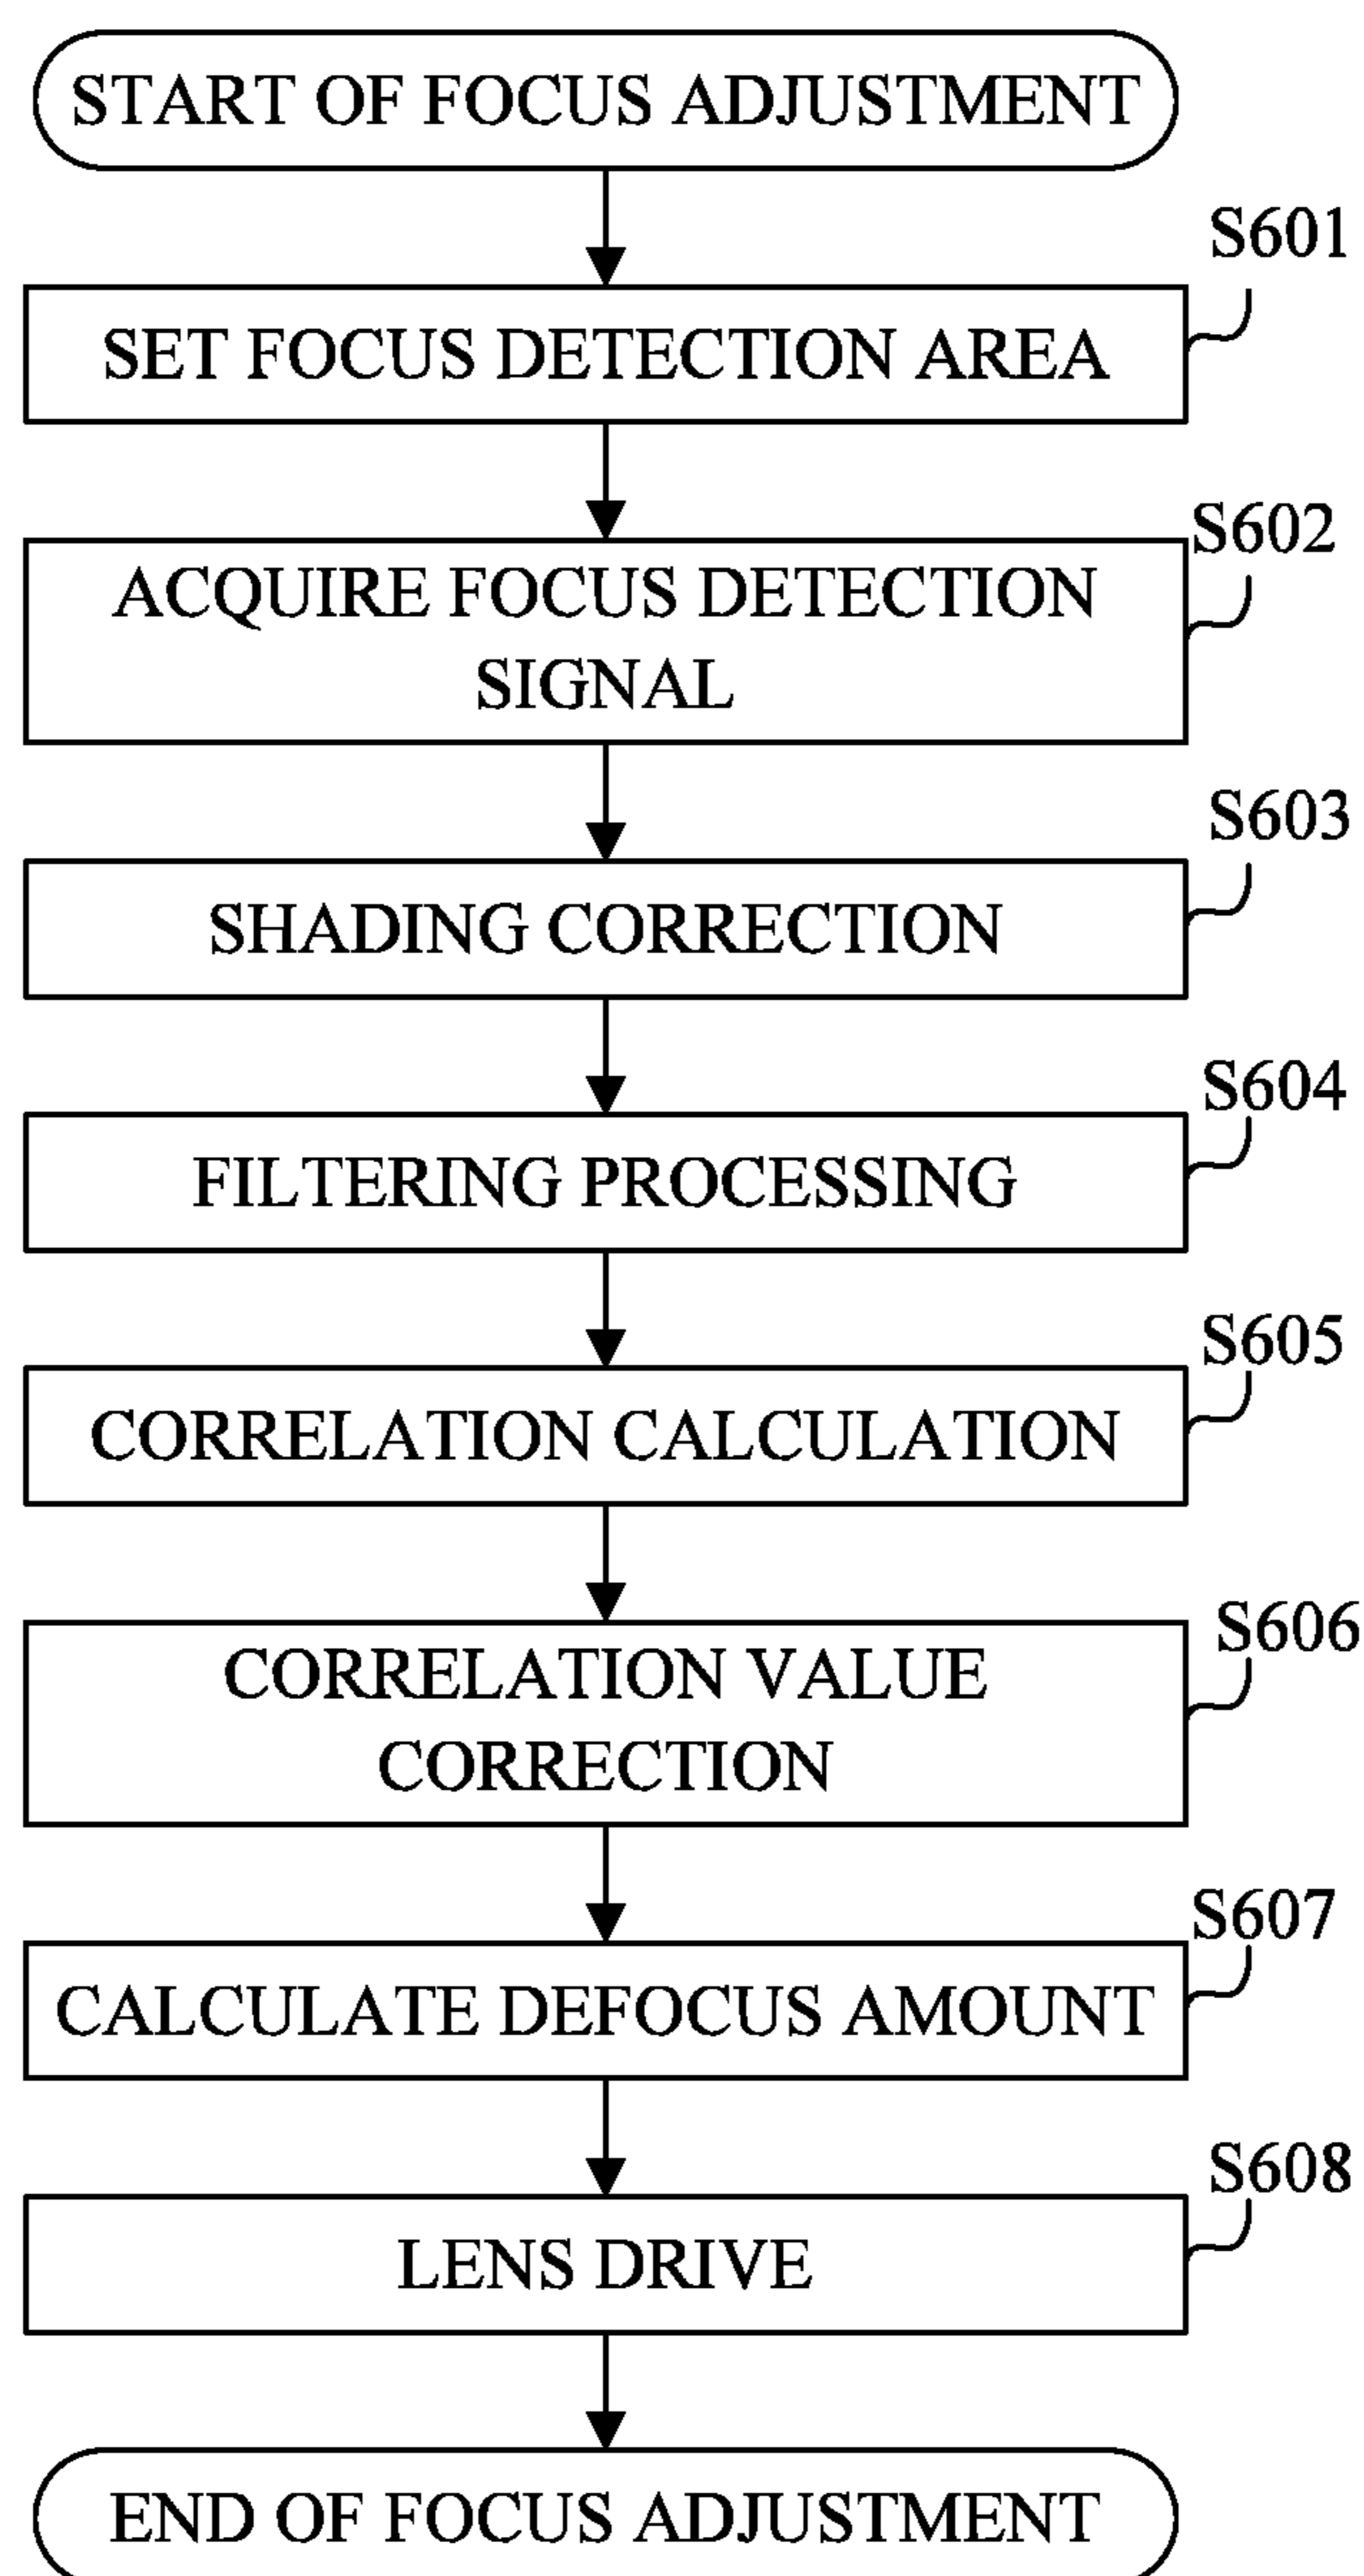 START OF FOCUS ADJUSTMENT
S601
SET FOCUS DETECTION AREA
S602
ACQUIRE FOCUS DETECTION
SIGNAL
S603
SHADING CORRECTION
S604
FILTERING PROCESSING
S605
CORRELATION CALCULATION
S606
CORRELATION VALUE
CORRECTION
S607
CALCULATE DEFOCUS AMOUNT
S608
LENS DRIVE
END OF FOCUS ADJUSTMENT